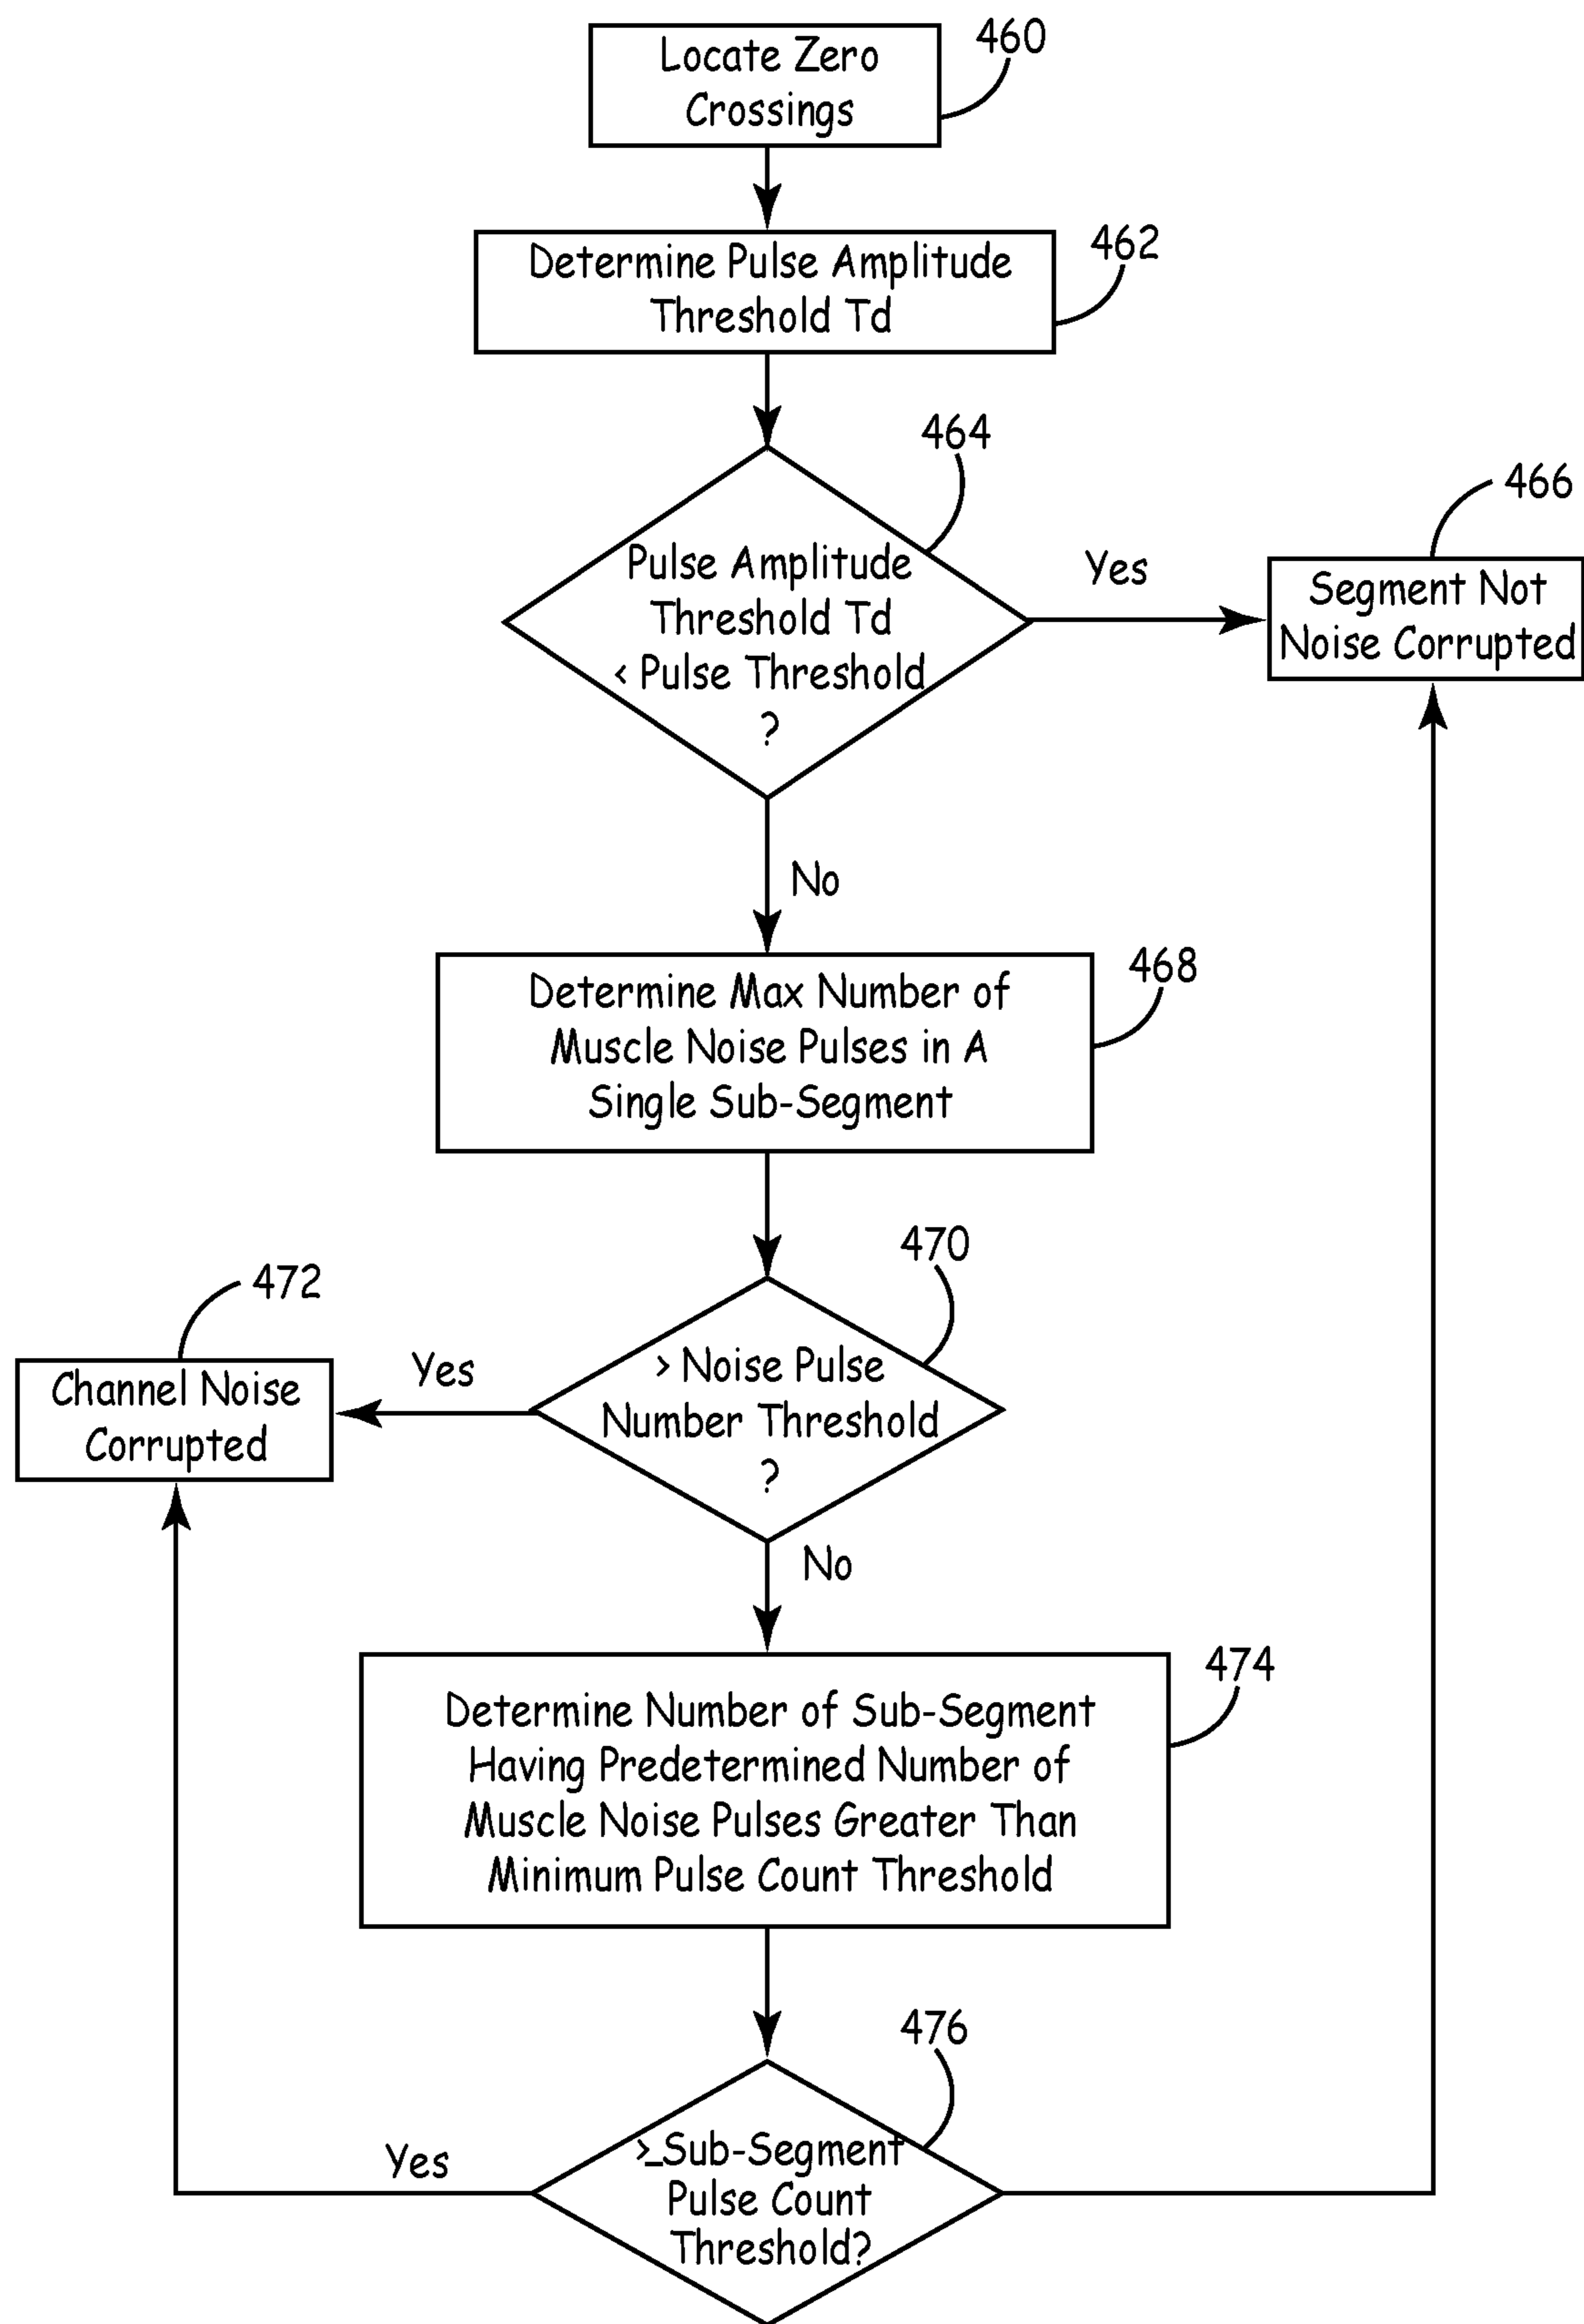 460
Locate Zero
Crossings
462
Determine Pulse Amplitude
Threshold Td
464
Pulse Amplitude
Threshold Td
< Pulse Threshold
?
Yes
466
Segment Not
Noise Corrupted
No
468
Determine Max Number of
Muscle Noise Pulses in A
Single Sub-Segment
470
> Noise Pulse
Number Threshold
?
Yes
472
Channel Noise
Corrupted
No
474
Determine Number of Sub-Segment
Having Predetermined Number of
Muscle Noise Pulses Greater Than
Minimum Pulse Count Threshold
476
>_Sub-Segment
Pulse Count
Threshold?
Yes